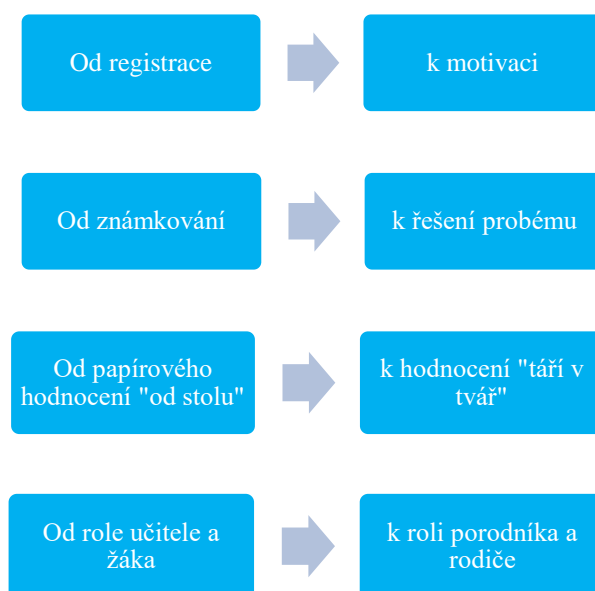 Od registrace
k motivaci
Od známkování
k řešení probému
Od papírového
hodnocení "od stolu"
k hodnocení "táří v
tvář"
Od role učitele a
žáka
k roli porodníka a
rodiče